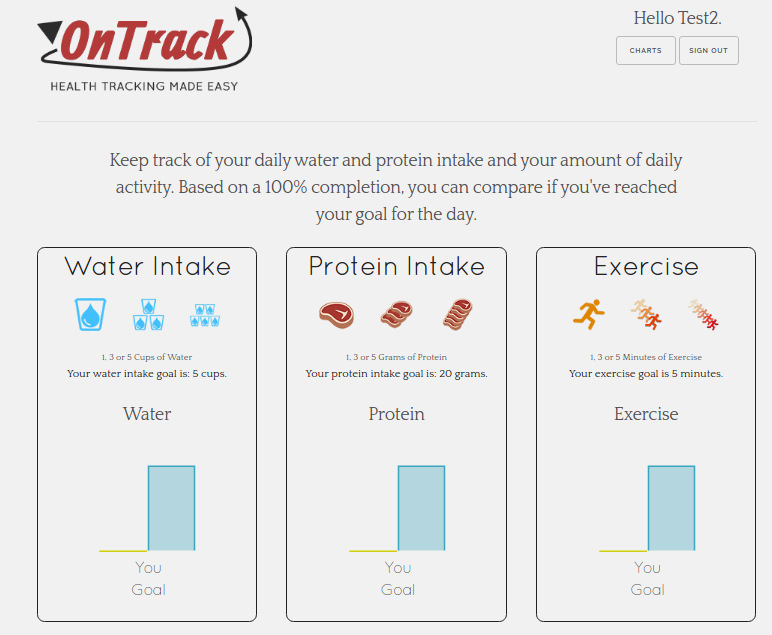 OnTrack
HEALTH TRACKING MADE EASY
Hello Test2.
CHARTS
SIGN OUT
Keep track of your daily water and protein intake and your amount of daily
activity. Based on a 100% completion, you can compare if you've reached
your goal for the day.
Water Intake
1, 3 or 5 Cups of Water
Your water intake goal is: 5 cups.
Water
You
Goal
Protein Intake
1, 3 or 5 Grams of Protein
Your protein intake goal is: 20 grams.
Protein
You
Goal
Exercise
1, 3 or 5 Minutes of Exercise
Your exercise goal is 5 minutes.
Exercise
You
Goal